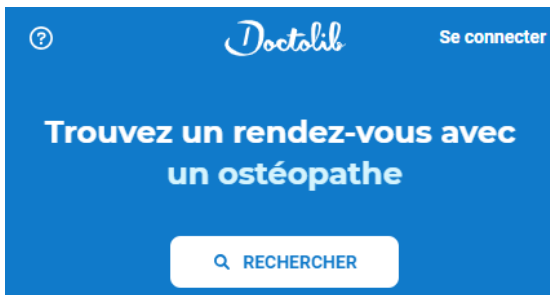 Doctolib
Se connecter
Trouvez un rendez-vous avec
un ostéopathe
RECHERCHER